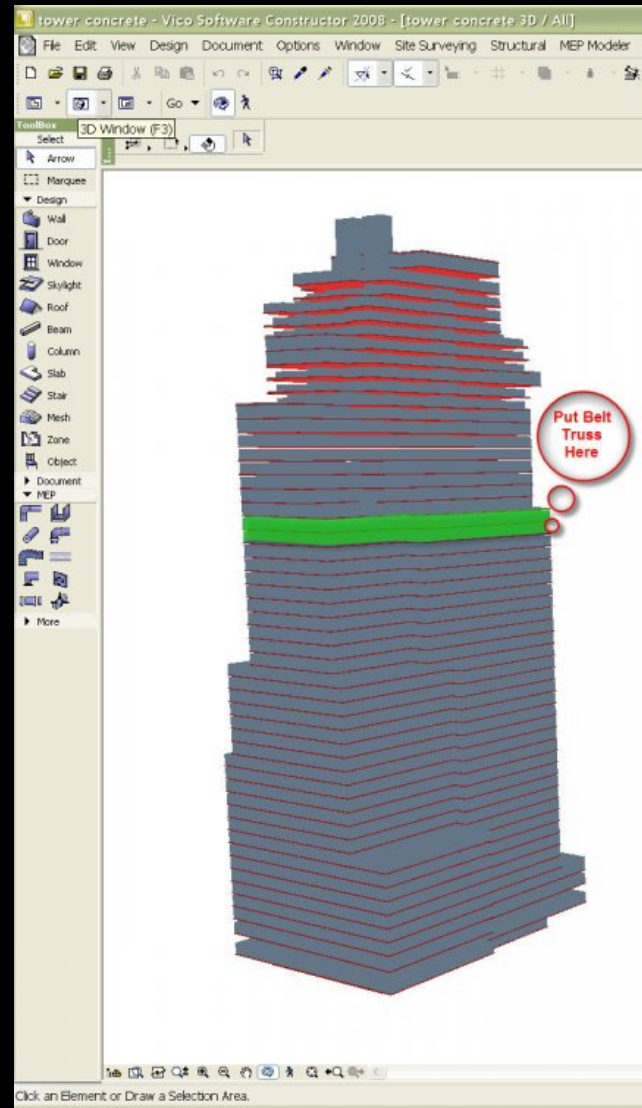 tower concrete - Vico Software Constructor 2008 - [tower concrete 3D / All]
File Edit View Design Document Options Window Site Surveying Structural MEP Modeler
Go
ToolBox
3D Window (F3)
Select
Arrow
Marquee
Design
Wall
Door
Window
Skylight
Roof
Beam
Column
Slab
Stair
Mesh
Zone
Object
Document
MEP
More
Put Belt
Truss
Here
Click an Element or Draw a Selection Area.